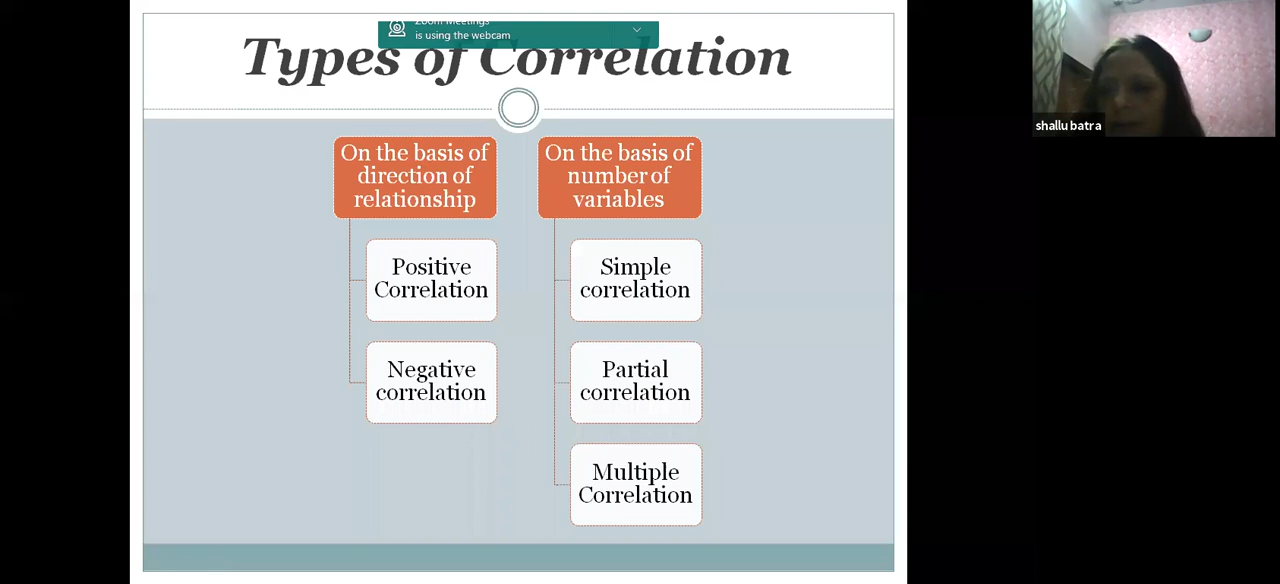 Zoom Meetings
is using the webcam
Types of Correlation
shallu batra
On the basis of
direction of
relationship
Positive
Correlation
Negative
correlation
On the basis of
number of
variables
Simple
correlation
Partial
correlation
Multiple
Correlation